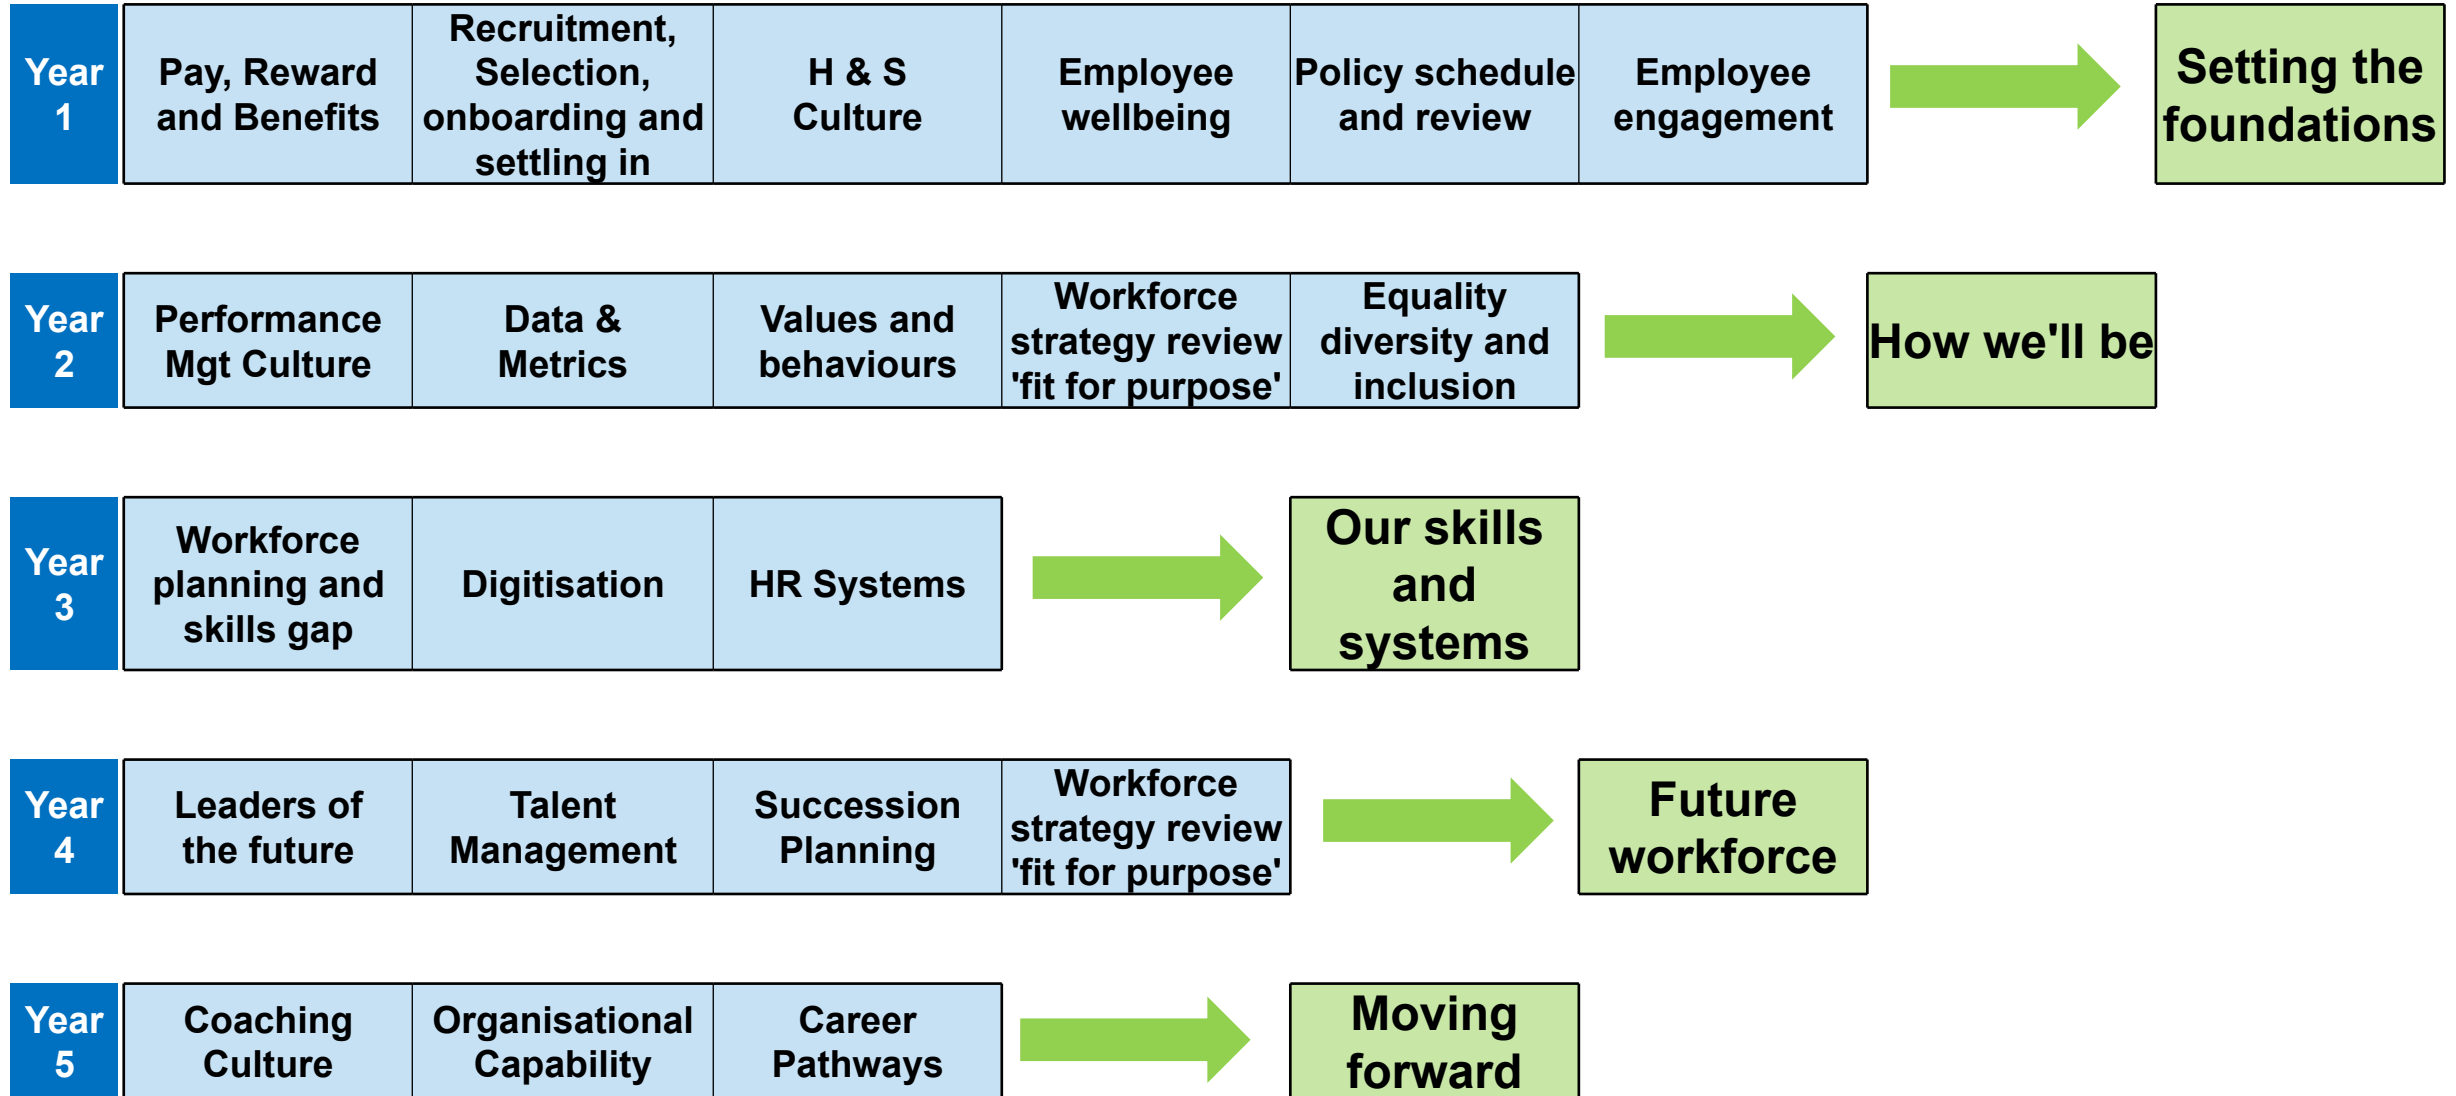 Year
1
Pay, Reward
and Benefits
Recruitment,
Selection,
onboarding and
settling in
H & S
Culture
Employee
wellbeing
Policy schedule
and review
Employee
engagement
Setting the
foundations
Year
2
Performance
Mgt Culture
Data &
Metrics
Values and
behaviours
Workforce
strategy review
'fit for purpose'
Equality
diversity and
inclusion
How we'll be
Year
3
Workforce
planning and
skills gap
Digitisation
HR Systems
Our skills
and
systems
Year
4
Leaders of
the future
Talent
Management
Succession
Planning
Workforce
strategy review
'fit for purpose'
Future
workforce
Year
5
Coaching
Culture
Organisational
Capability
Career
Pathways
Moving
forward